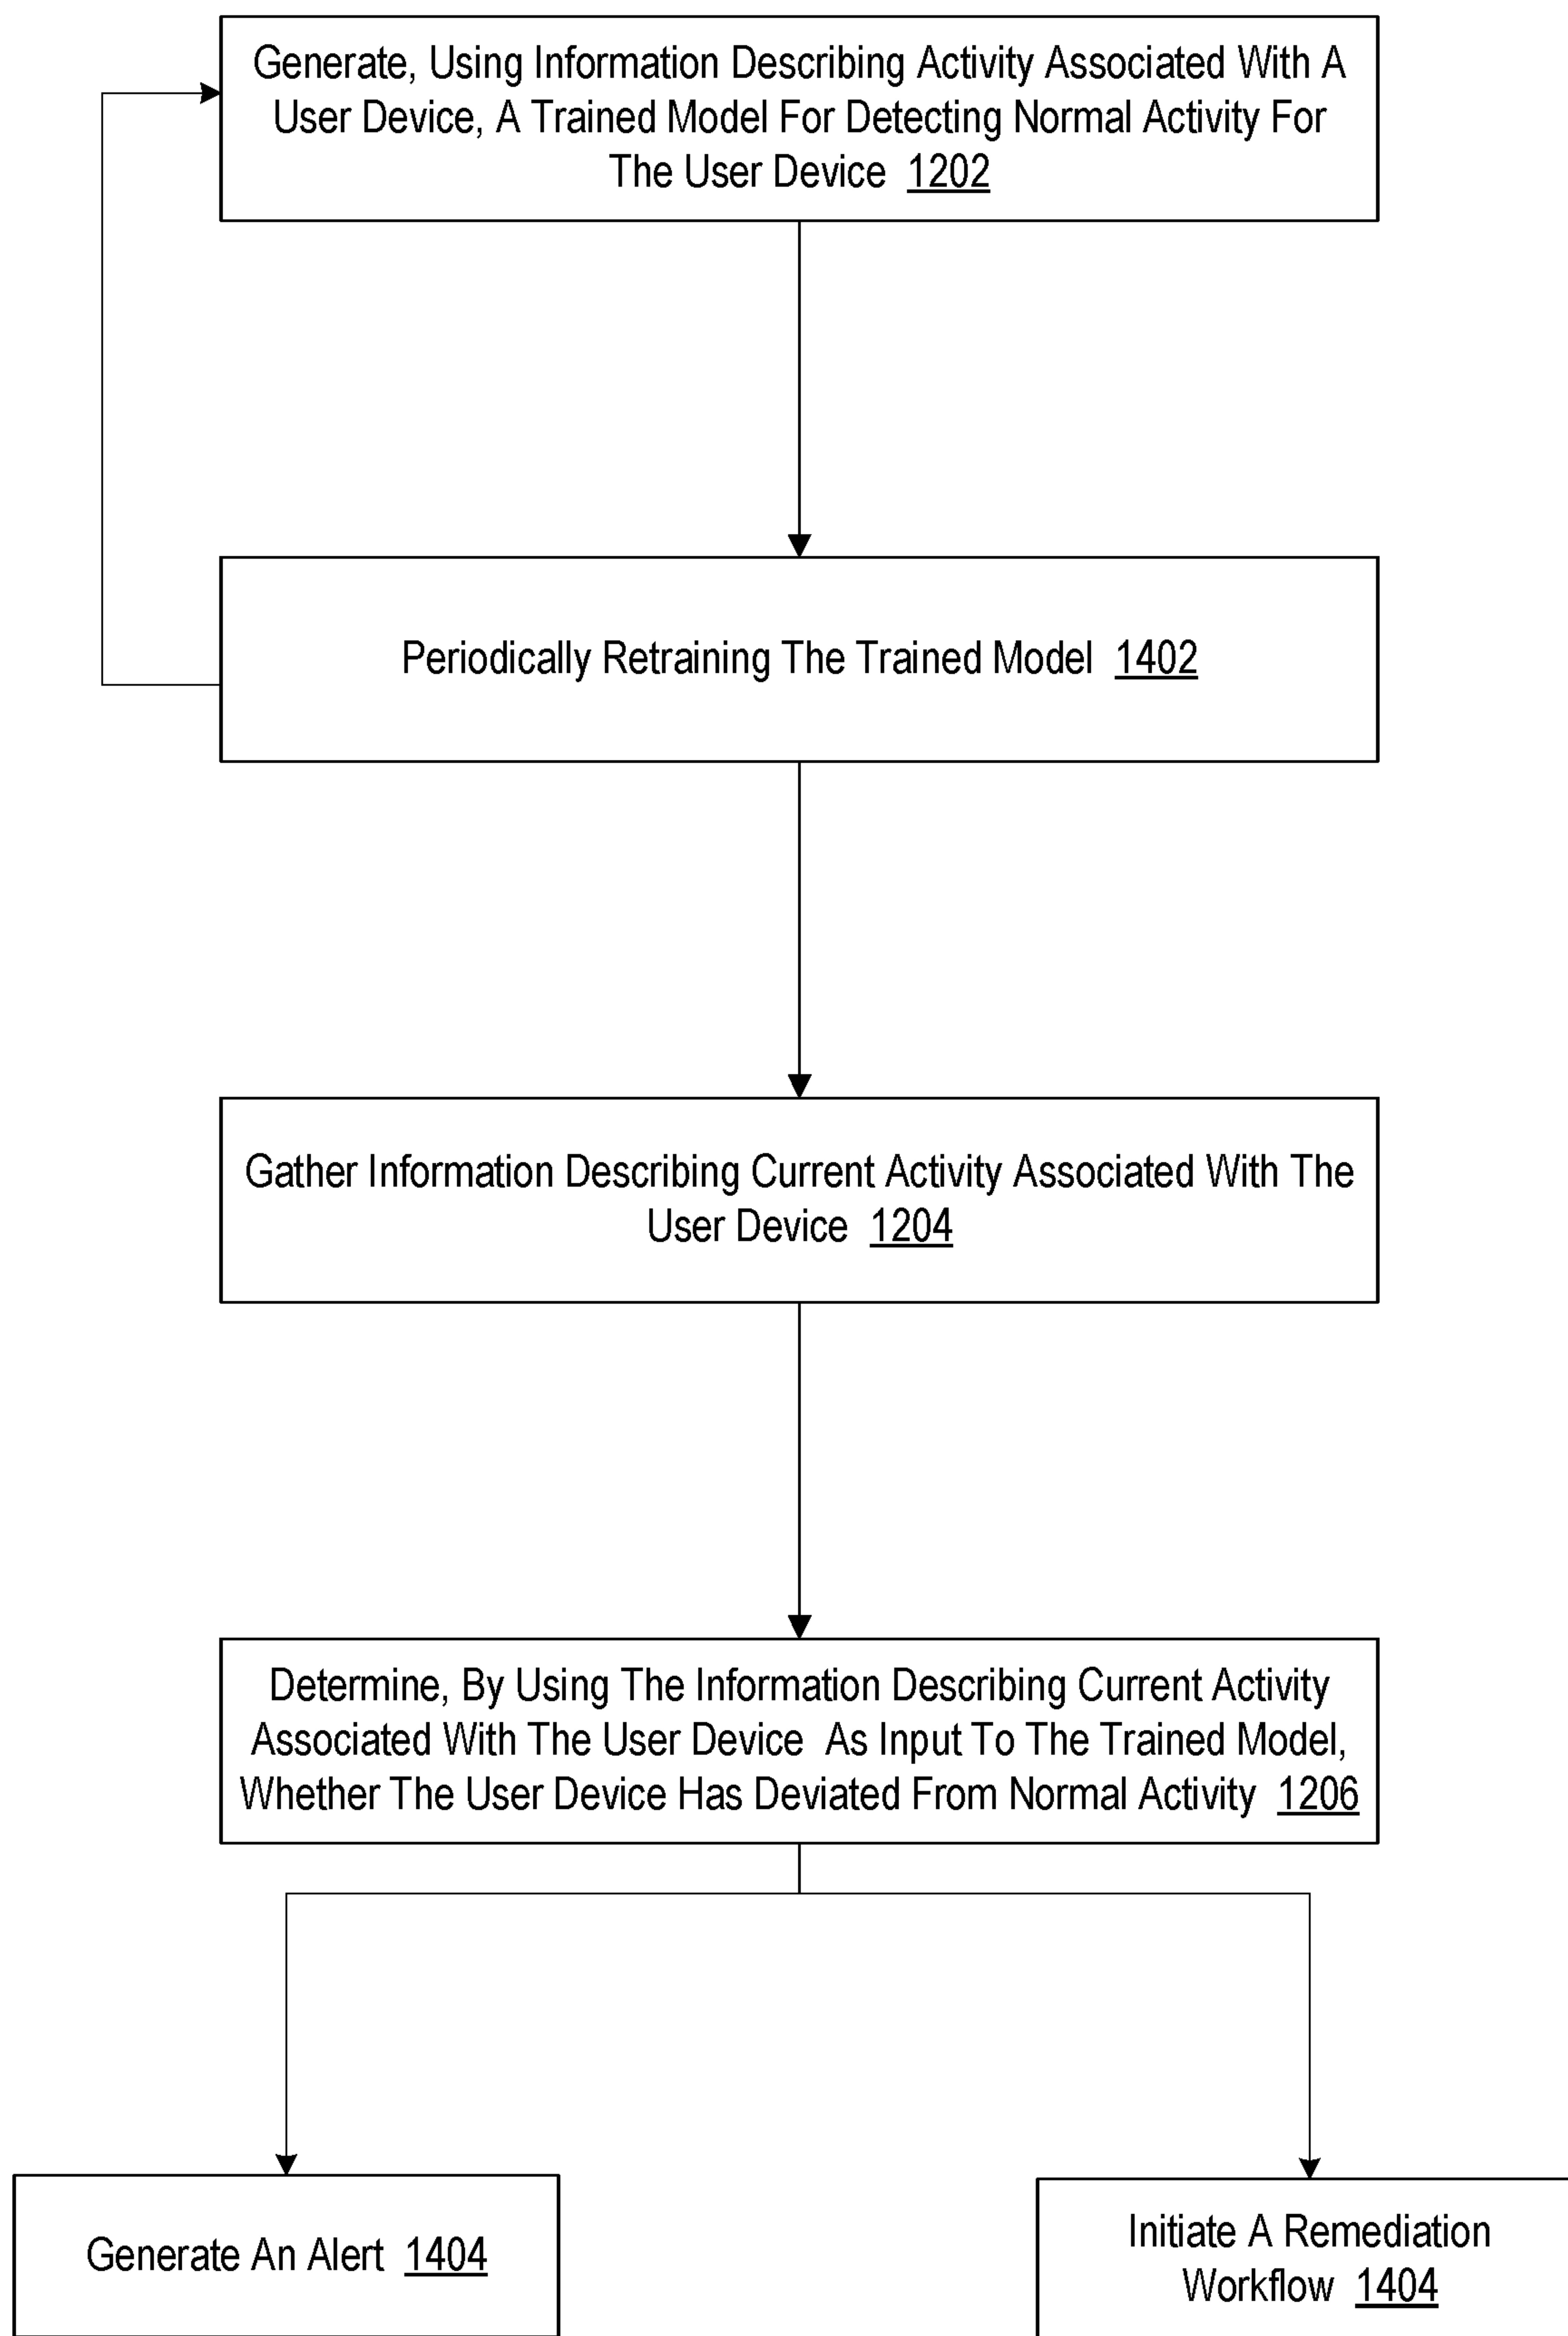 Generate, Using Information Describing Activity Associated With A
User Device, A Trained Model For Detecting Normal Activity For
The User Device 1202
Periodically Retraining The Trained Model 1402
Gather Information Describing Current Activity Associated With The
User Device 1204
Determine, By Using The Information Describing Current Activity
Associated With The User Device As Input To The Trained Model,
Whether The User Device Has Deviated From Normal Activity 1206
Generate An Alert 1404
Initiate A Remediation
Workflow 1404